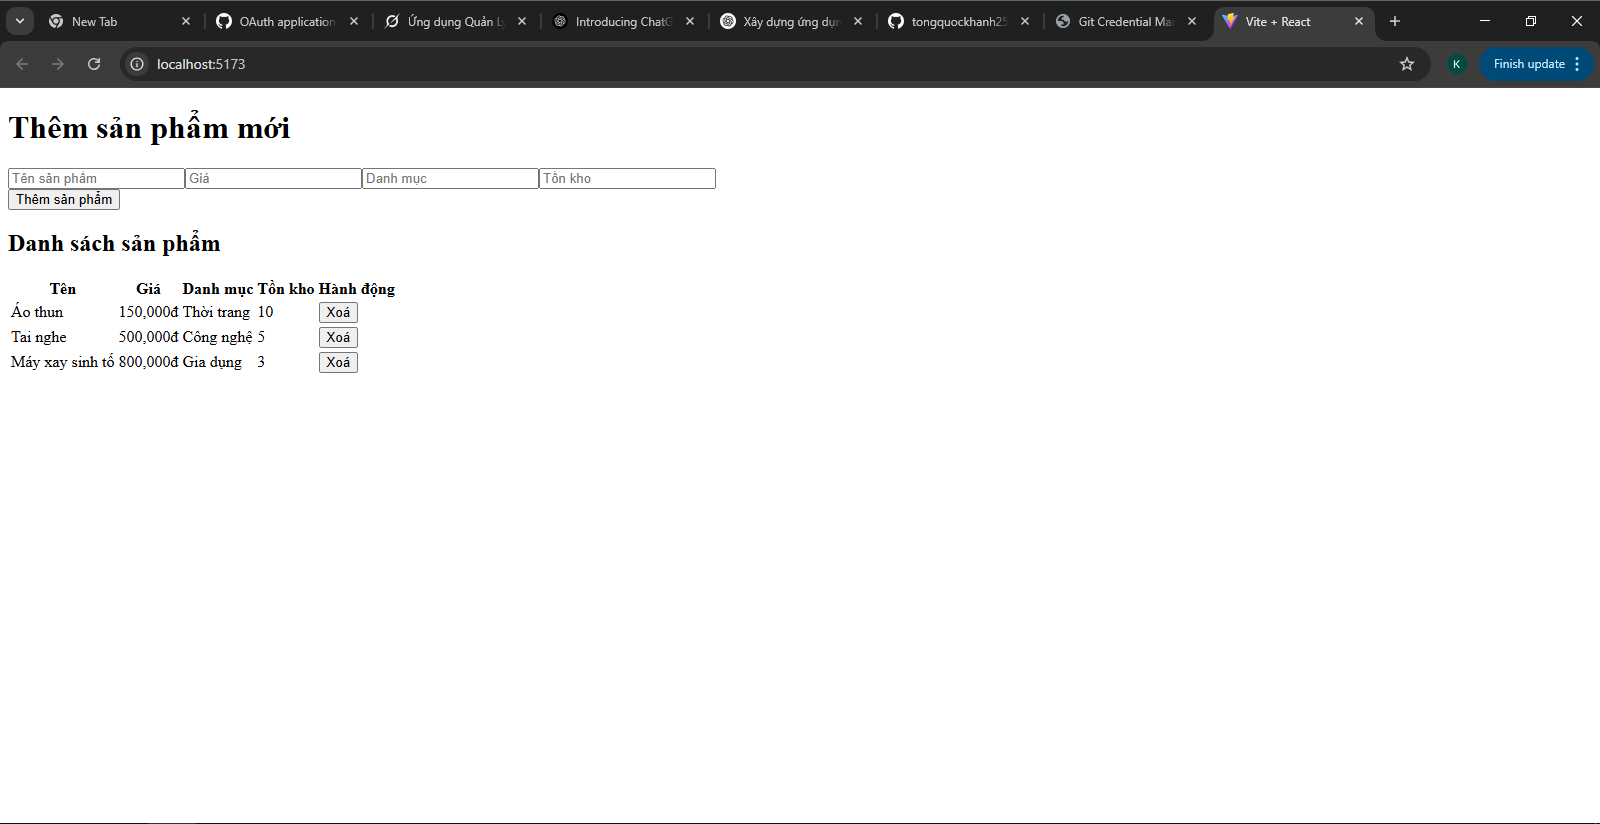 New Tab
OAuth application
Ứng dụng Quản L
Introducing ChatG
Xây dựng ứng dụn
tongquockhanh25
Git Credential Ma
Vite + React
localhost:5173
K
Finish update
Thêm sản phẩm mới
Tên sản phẩm Giá Danh mục Tồn kho
Thêm sản phẩm
Danh sách sản phẩm
Tên Giá Danh mục Tồn kho Hành động
Áo thun 150,000đ Thời trang 10 Xoá
Tai nghe 500,000đ Công nghệ 5 Xoá
Máy xay sinh tố 800,000đ Gia dụng 3 Xoá